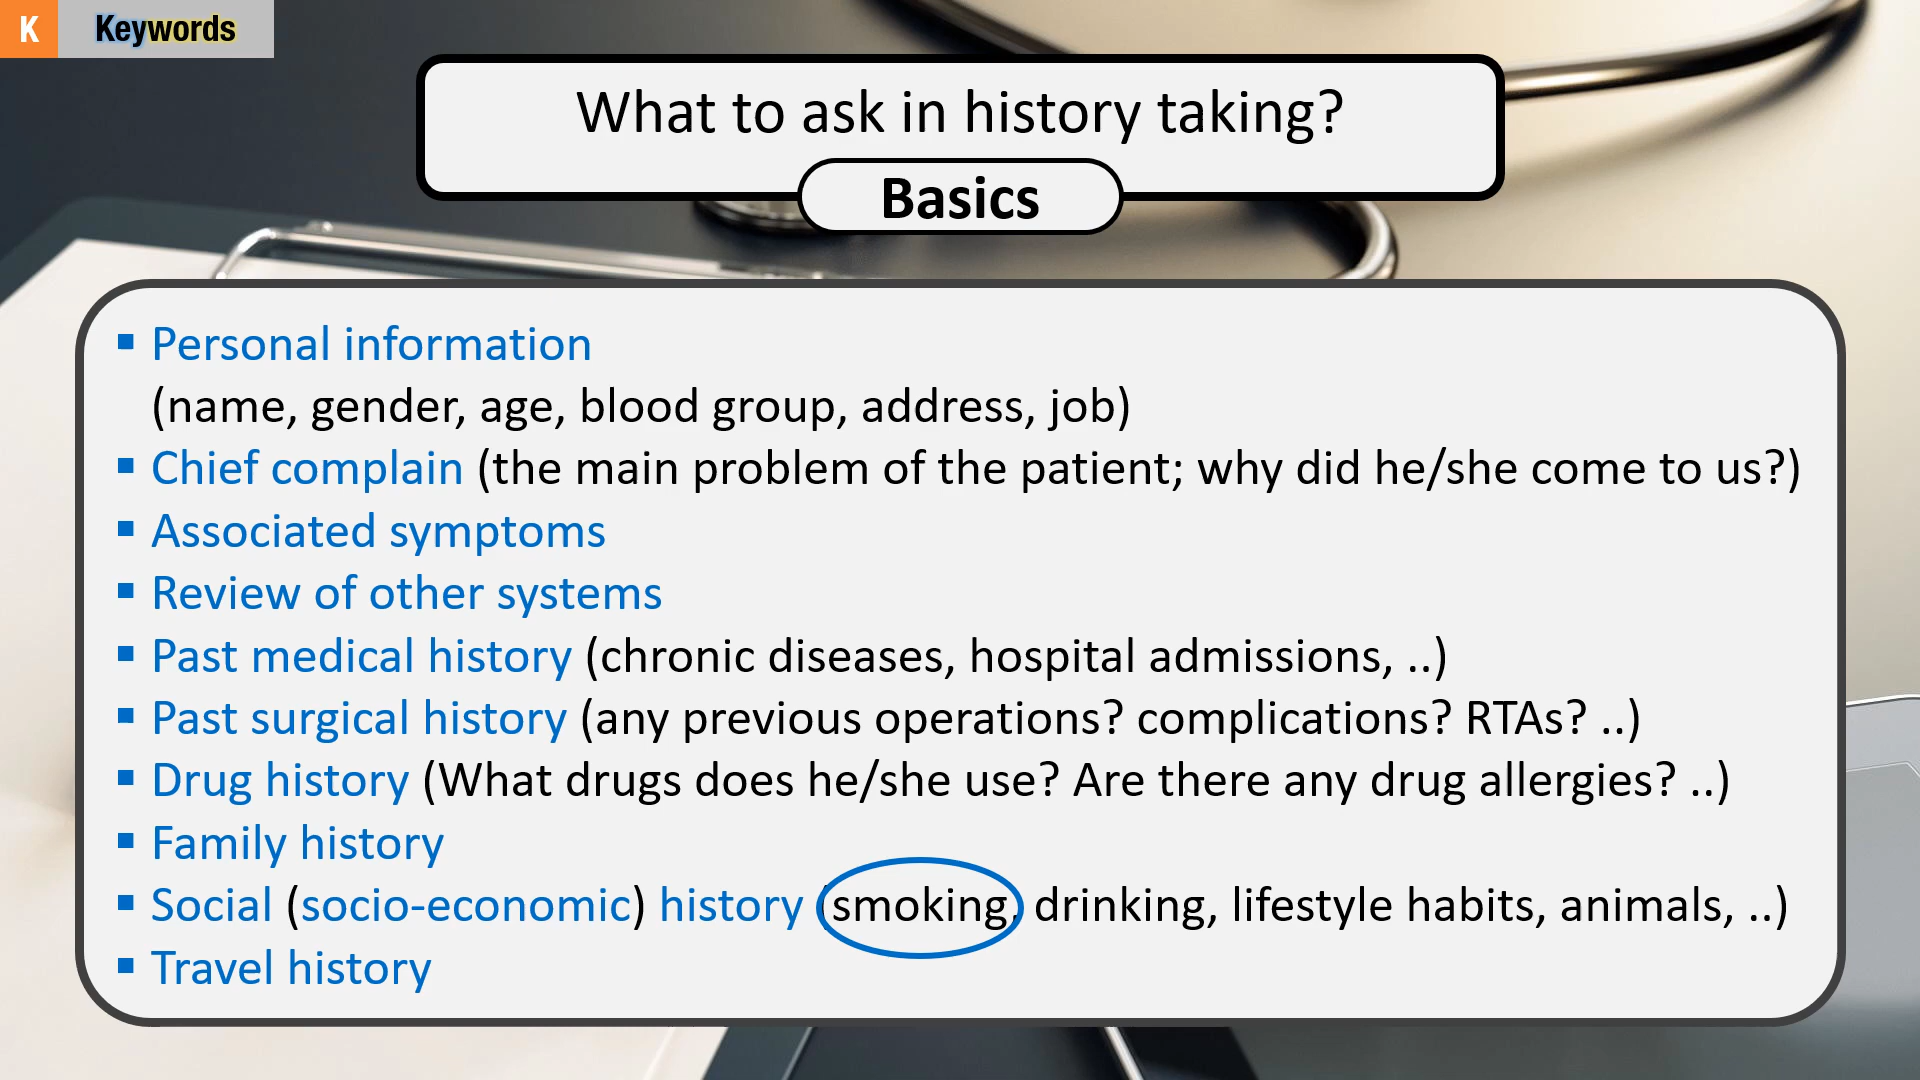 K Keywords
What to ask in history taking?
Basics
▪ Personal information
(name, gender, age, blood group, address, job)
▪ Chief complain (the main problem of the patient; why did he/she come to us?)
▪ Associated symptoms
▪ Review of other systems
▪ Past medical history (chronic diseases, hospital admissions, ..)
▪ Past surgical history (any previous operations? complications? RTAs? ..)
▪ Drug history (What drugs does he/she use? Are there any drug allergies? ..)
▪ Family history
▪ Social (socio-economic) history (smoking, drinking, lifestyle habits, animals, ..)
▪ Travel history